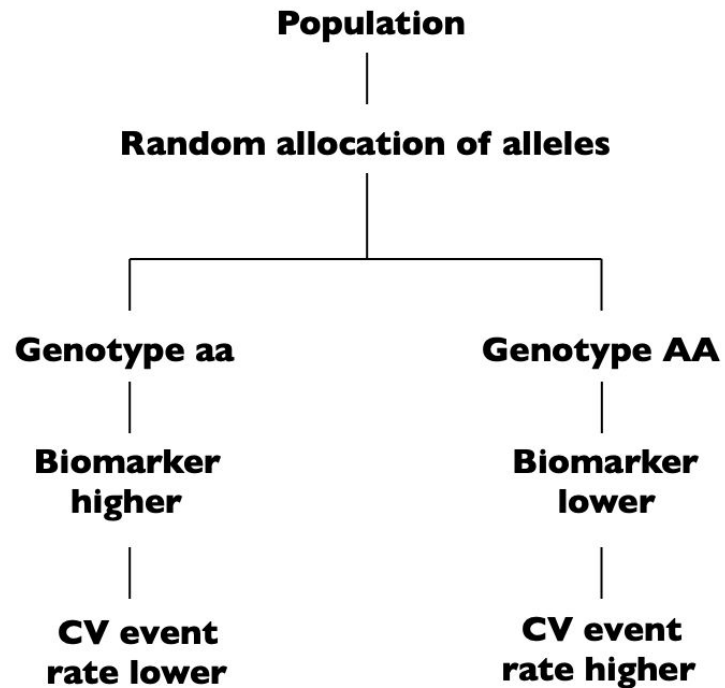 Population
Random allocation of alleles
Genotype aa
Genotype AA
Biomarker
higher
Biomarker
lower
CV event
rate lower
CV event
rate higher